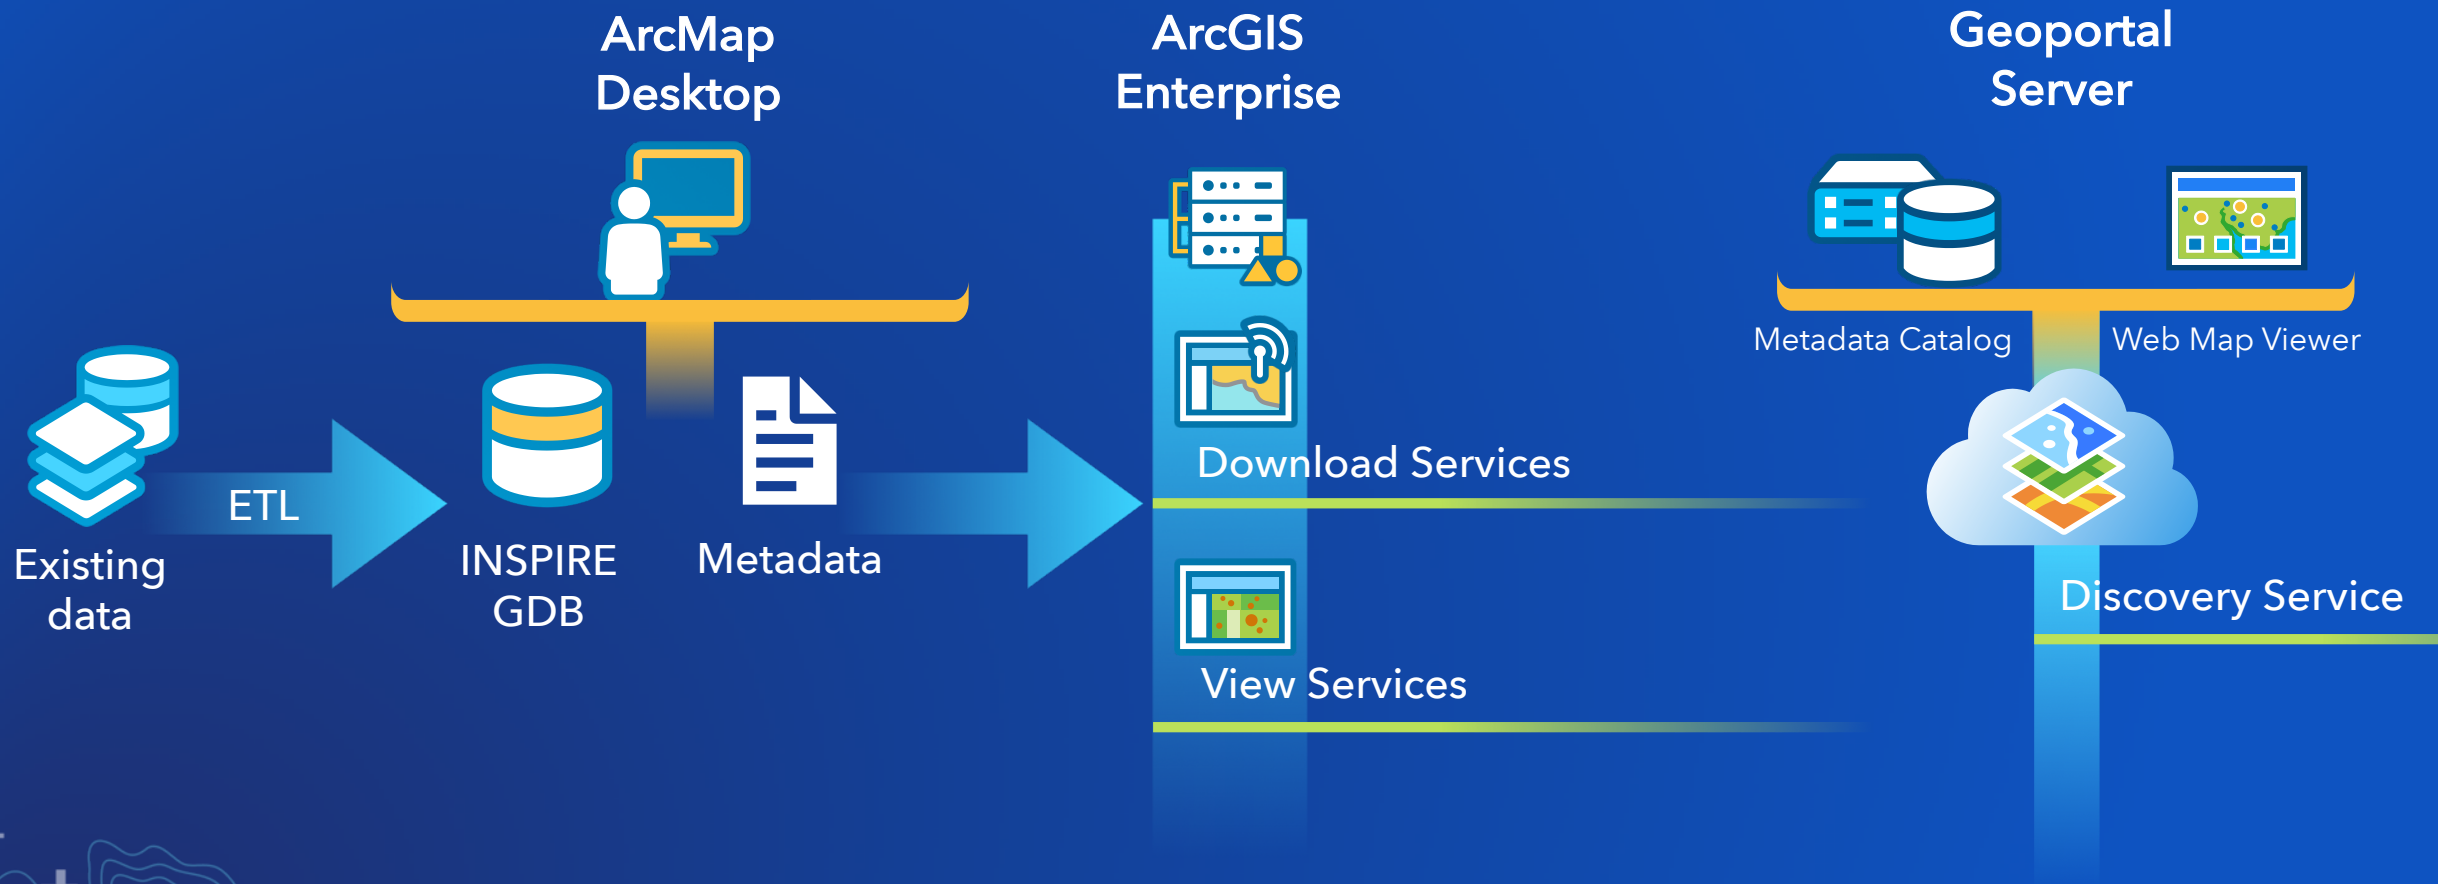 ArcMap
Desktop
ArcGIS
Enterprise
Geoportal
Server
Metadata Catalog
Web Map Viewer
Download Services
ETL
Existing
data
INSPIRE
GDB
Metadata
Discovery Service
View Services